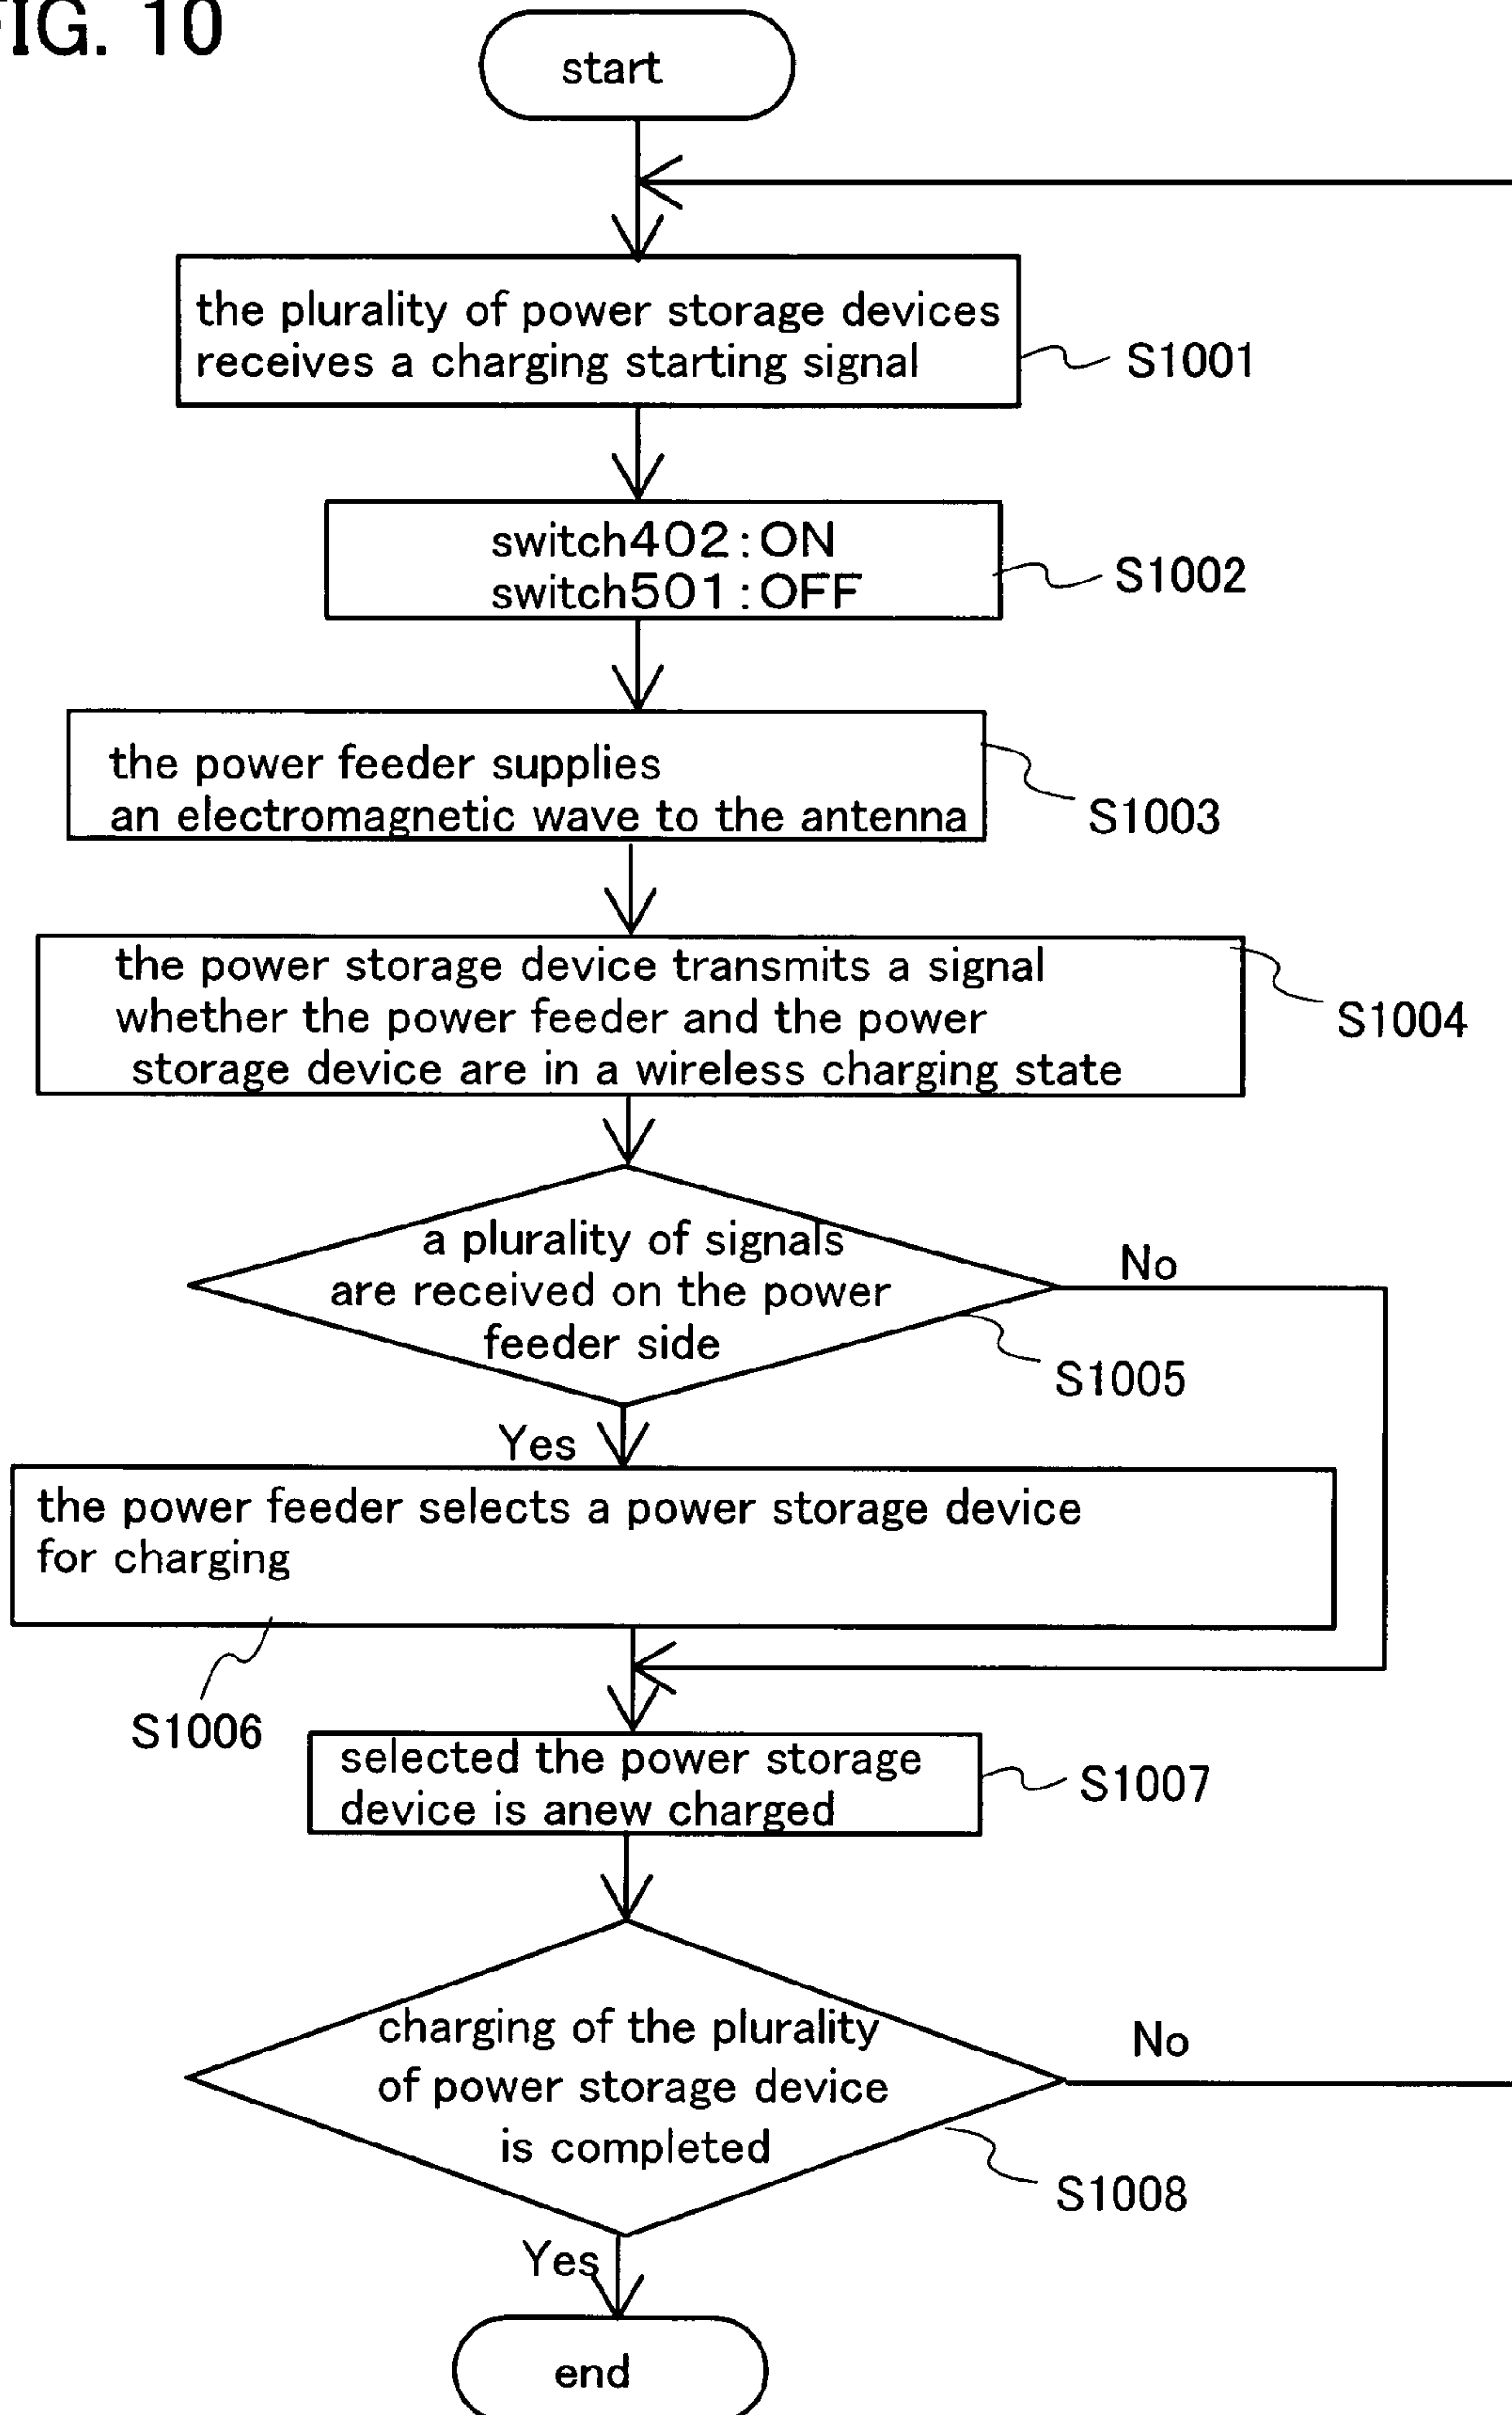 FIG. 10
start
the plurality of power storage devices
receives a charging starting signal
S1001
switch402:ON
switch501:OFF
S1002
the power feeder supplies
an electromagnetic wave to the antenna
S1003
the power storage device transmits a signal
whether the power feeder and the power
storage device are in a wireless charging state
S1004
a plurality of signals
are received on the power
feeder side
No
S1005
Yes
the power feeder selects a power storage device
for charging
S1006
selected the power storage
device is anew charged
S1007
charging of the plurality
of power storage device
is completed
No
S1008
Yes
end